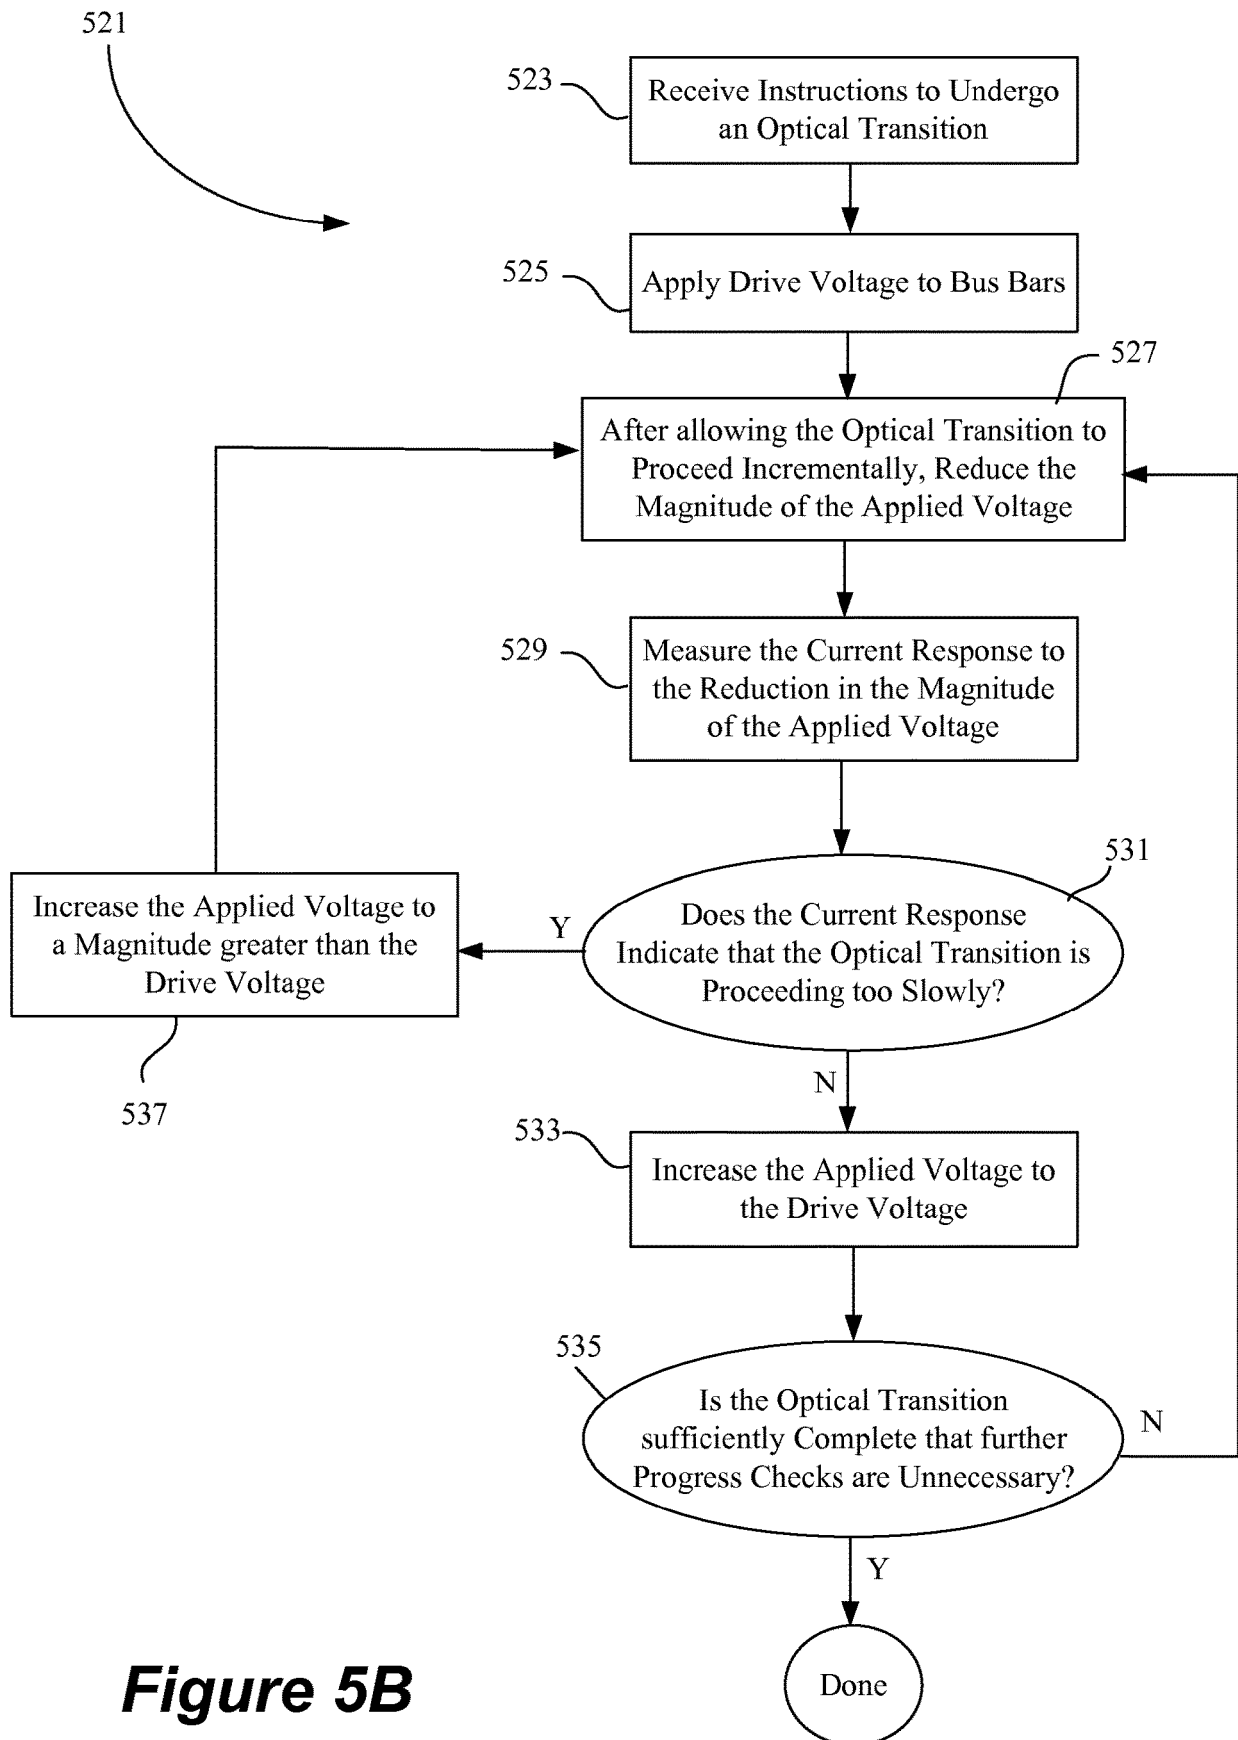 521
523
Receive Instructions to Undergo
an Optical Transition
525
Apply Drive Voltage to Bus Bars
527
After allowing the Optical Transition to
Proceed Incrementally, Reduce the
Magnitude of the Applied Voltage
529
Measure the Current Response to
the Reduction in the Magnitude
of the Applied Voltage
531
Does the Current Response
Indicate that the Optical Transition is
Proceeding too Slowly?
Y
Increase the Applied Voltage to
a Magnitude greater than the
Drive Voltage
537
N
533
Increase the Applied Voltage to
the Drive Voltage
535
Is the Optical Transition
sufficiently Complete that further
Progress Checks are Unnecessary?
N
Y
Done
Figure 5B